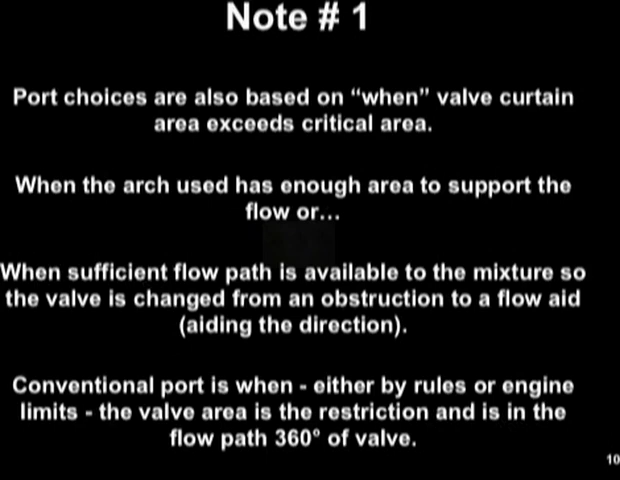 Note # 1
Port choices are also based on “when” valve curtain
area exceeds critical area.
When the arch used has enough area to support the
flow or...
When sufficient flow path is available to the mixture so
the valve is changed from an obstruction to a flow aid
(aiding the direction).
Conventional port is when - either by rules or engine
limits - the valve area is the restriction and is in the
flow path 360° of valve.
10